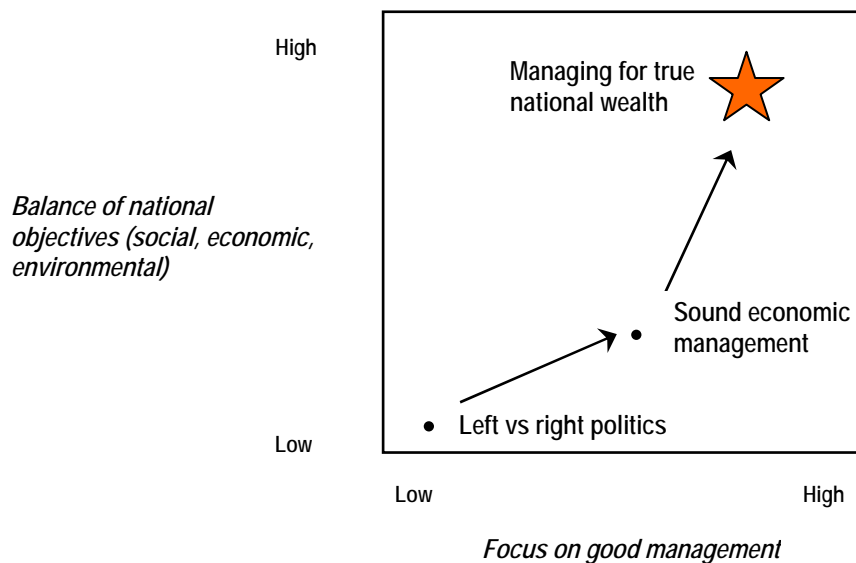 High
Managing for true
national wealth
Balance of national
objectives (social, economic,
environmental)
Sound economic
management
Left vs right politics
Low
Low
High
Focus on good management